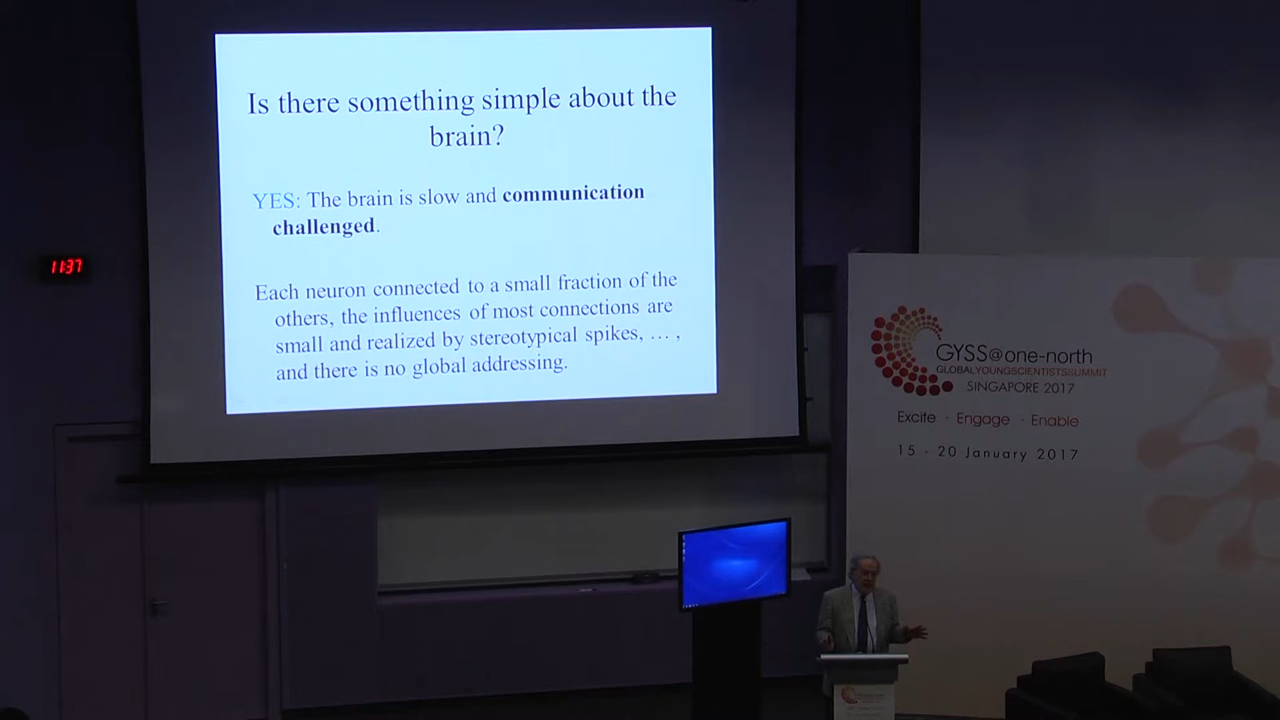 Is there something simple about the
brain?
YES: The brain is slow and communication
challenged.
Each neuron connected to a small fraction of the
others, the influences of most connections are
small and realized by stereotypical spikes, … ,
and there is no global addressing.
11:37
GYSS@one-north
GLOBALYOUNGSCIENTISTSSUMMIT
SINGAPORE 2017
Excite · Engage · Enable
15 - 20 January 2017